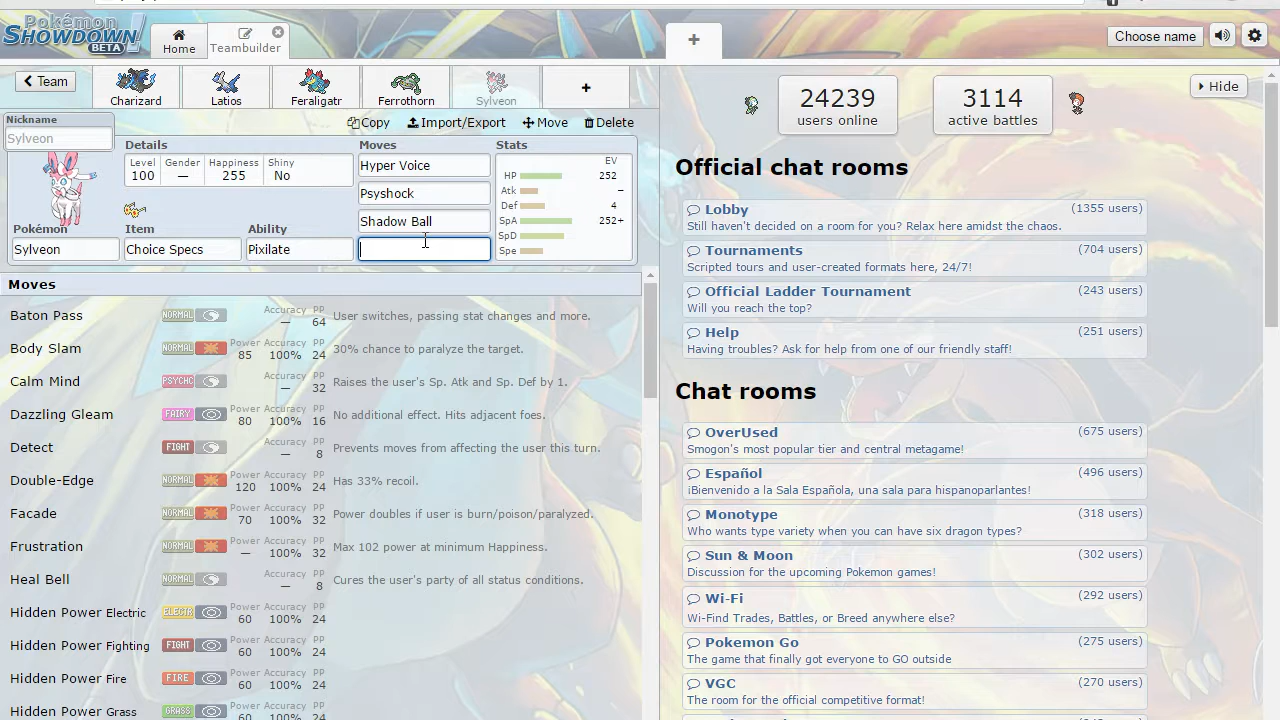 Pokémon
SHOWDOWN!
BETA
Home
Teambuilder
+
Choose name
Team
Charizard
Latios
Feraligatr
Ferrothorn
Sylveon
+
Nickname
Sylveon
Copy
Import/Export
Move
Delete
Details
Level
100
Gender
—
Happiness
255
Shiny
No
Moves
Hyper Voice
Psyshock
Shadow Ball
Stats
EV
HP 252
Atk –
Def 4
SpA 252+
SpD
Spe
Pokémon
Sylveon
Item
Choice Specs
Ability
Pixilate
Moves
Baton Pass NORMAL Accuracy — PP 64 User switches, passing stat changes and more.
Body Slam NORMAL Power 85 Accuracy 100% PP 24 30% chance to paralyze the target.
Calm Mind PSYCHC Accuracy — PP 32 Raises the user's Sp. Atk and Sp. Def by 1.
Dazzling Gleam FAIRY Power 80 Accuracy 100% PP 16 No additional effect. Hits adjacent foes.
Detect FIGHT Accuracy — PP 8 Prevents moves from affecting the user this turn.
Double-Edge NORMAL Power 120 Accuracy 100% PP 24 Has 33% recoil.
Facade NORMAL Power 70 Accuracy 100% PP 32 Power doubles if user is burn/poison/paralyzed.
Frustration NORMAL Power — Accuracy 100% PP 32 Max 102 power at minimum Happiness.
Heal Bell NORMAL Accuracy — PP 8 Cures the user's party of all status conditions.
Hidden Power Electric ELECTR Power 60 Accuracy 100% PP 24
Hidden Power Fighting FIGHT Power 60 Accuracy 100% PP 24
Hidden Power Fire FIRE Power 60 Accuracy 100% PP 24
Hidden Power Grass GRASS Power 60 Accuracy 100% PP 24
24239
users online
3114
active battles
Hide
Official chat rooms
Lobby (1355 users)
Still haven't decided on a room for you? Relax here amidst the chaos.
Tournaments (704 users)
Scripted tours and user-created formats here, 24/7!
Official Ladder Tournament (243 users)
Will you reach the top?
Help (251 users)
Having troubles? Ask for help from one of our friendly staff!
Chat rooms
OverUsed (675 users)
Smogon's most popular tier and central metagame!
Español (496 users)
¡Bienvenido a la Sala Española, una sala para hispanoparlantes!
Monotype (318 users)
Who wants type variety when you can have six dragon types?
Sun & Moon (302 users)
Discussion for the upcoming Pokemon games!
Wi-Fi (292 users)
Wi-Find Trades, Battles, or Breed anywhere else?
Pokemon Go (275 users)
The game that finally got everyone to GO outside
VGC (270 users)
The room for the official competitive format!